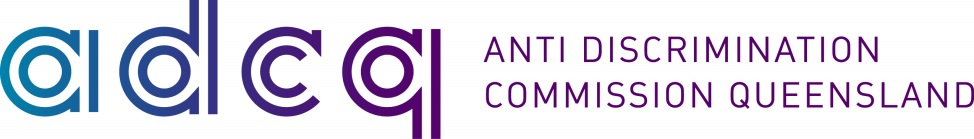 adcq
ANTI DISCRIMINATION
COMMISSION QUEENSLAND